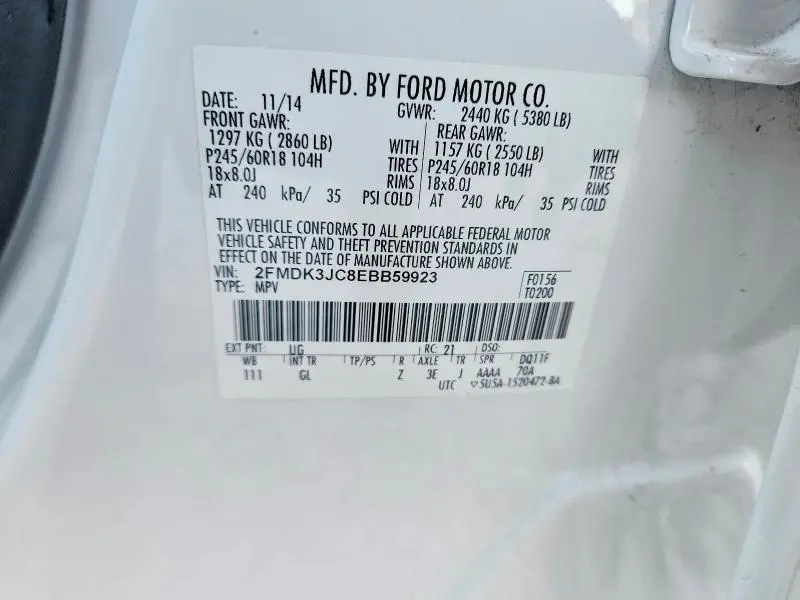 MFD. BY FORD MOTOR CO.
DATE: 11/14 GVWR: 2440 KG ( 5380 LB)
FRONT GAWR: REAR GAWR:
1297 KG ( 2860 LB) WITH 1157 KG ( 2550 LB) WITH
P245/60R18 104H TIRES P245/60R18 104H TIRES
18x8.0J RIMS 18x8.0J RIMS
AT 240 kPa/ 35 PSI COLD AT 240 kPa/ 35 PSI COLD
THIS VEHICLE CONFORMS TO ALL APPLICABLE FEDERAL MOTOR
VEHICLE SAFETY AND THEFT PREVENTION STANDARDS IN
EFFECT ON THE DATE OF MANUFACTURE SHOWN ABOVE.
VIN: 2FMDK3JC8EBB59923 F0156
TYPE: MPV T0200
EXT PNT: UG RC: 21 DSO:
WB INT TR TP/PS R AXLE TR SPR DQ11F
111 GL Z 3E J AAAA 70A
UTC ▽5U5A-1520472-BA